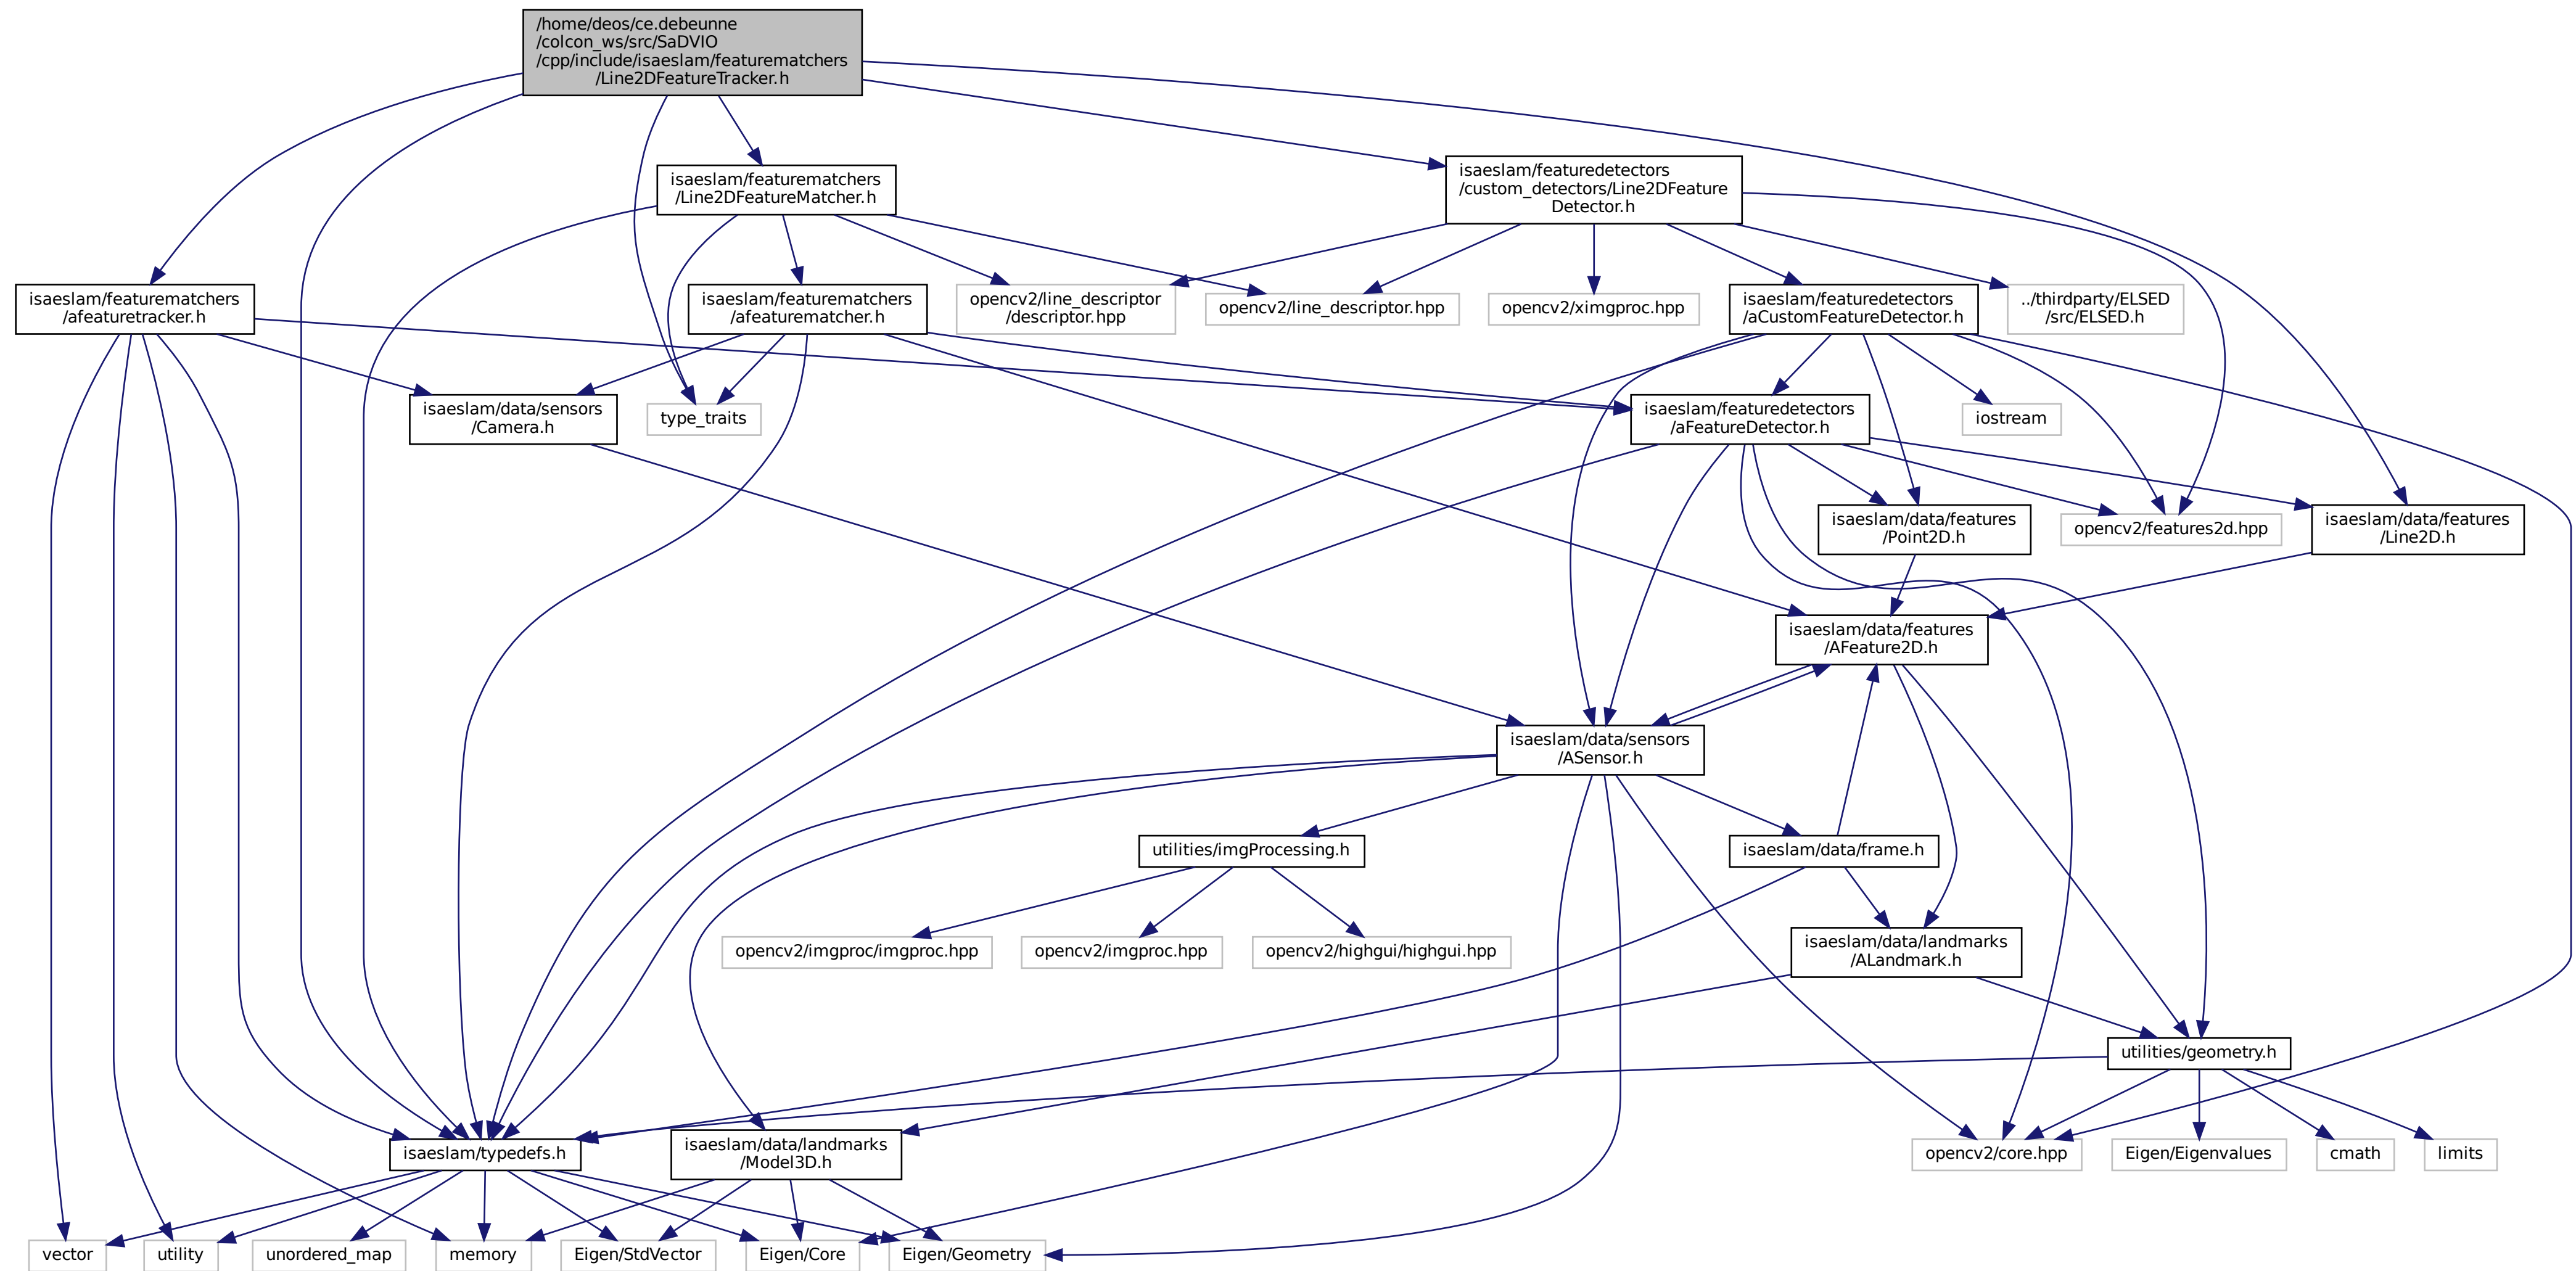 /home/deos/ce.debeunne
/colcon_ws/src/SaDVIO
/cpp/include/isaeslam/featurematchers
/Line2DFeatureTracker.h
isaeslam/featurematchers
/Line2DFeatureMatcher.h
isaeslam/featuredetectors
/custom_detectors/Line2DFeature
Detector.h
isaeslam/featurematchers
/afeaturetracker.h
isaeslam/featurematchers
/afeaturematcher.h
opencv2/line_descriptor
/descriptor.hpp
opencv2/line_descriptor.hpp
opencv2/ximgproc.hpp
isaeslam/featuredetectors
/aCustomFeatureDetector.h
../thirdparty/ELSED
/src/ELSED.h
isaeslam/data/sensors
/Camera.h
type_traits
isaeslam/featuredetectors
/aFeatureDetector.h
iostream
isaeslam/data/features
/Point2D.h
opencv2/features2d.hpp
isaeslam/data/features
/Line2D.h
isaeslam/data/features
/AFeature2D.h
isaeslam/data/sensors
/ASensor.h
utilities/imgProcessing.h
isaeslam/data/frame.h
opencv2/imgproc/imgproc.hpp
opencv2/imgproc.hpp
opencv2/highgui/highgui.hpp
isaeslam/data/landmarks
/ALandmark.h
utilities/geometry.h
isaeslam/typedefs.h
isaeslam/data/landmarks
/Model3D.h
opencv2/core.hpp
Eigen/Eigenvalues
cmath
limits
vector
utility
unordered_map
memory
Eigen/StdVector
Eigen/Core
Eigen/Geometry